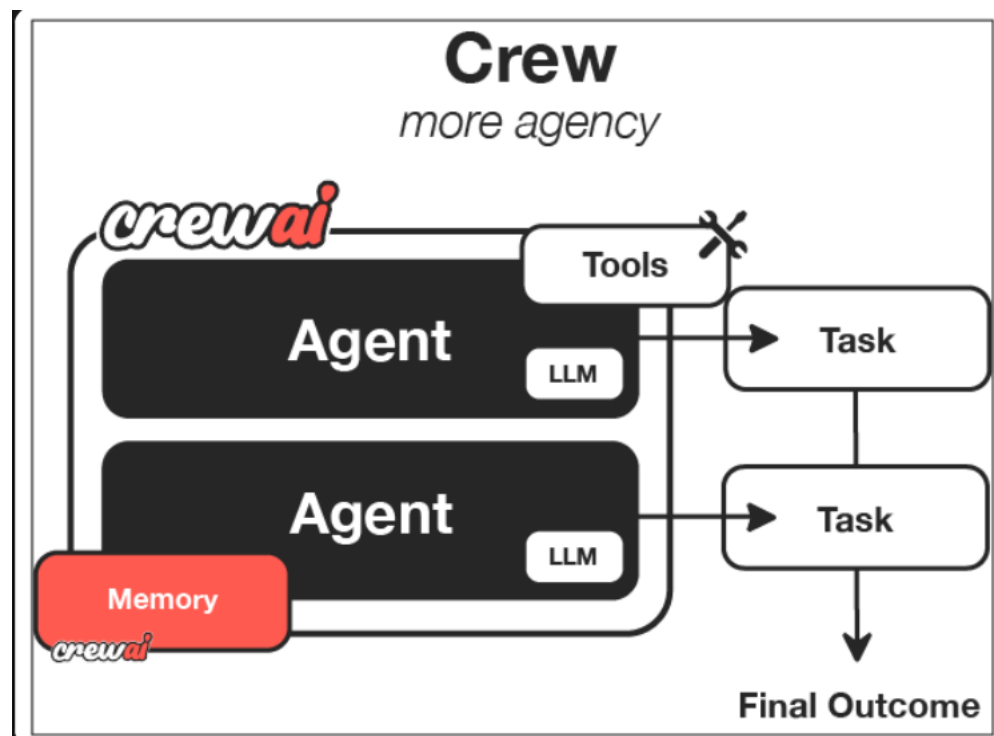 Crew
more agency
crewai
Tools
Agent
LLM
Task
Agent
LLM
Task
Memory
crewai
Final Outcome